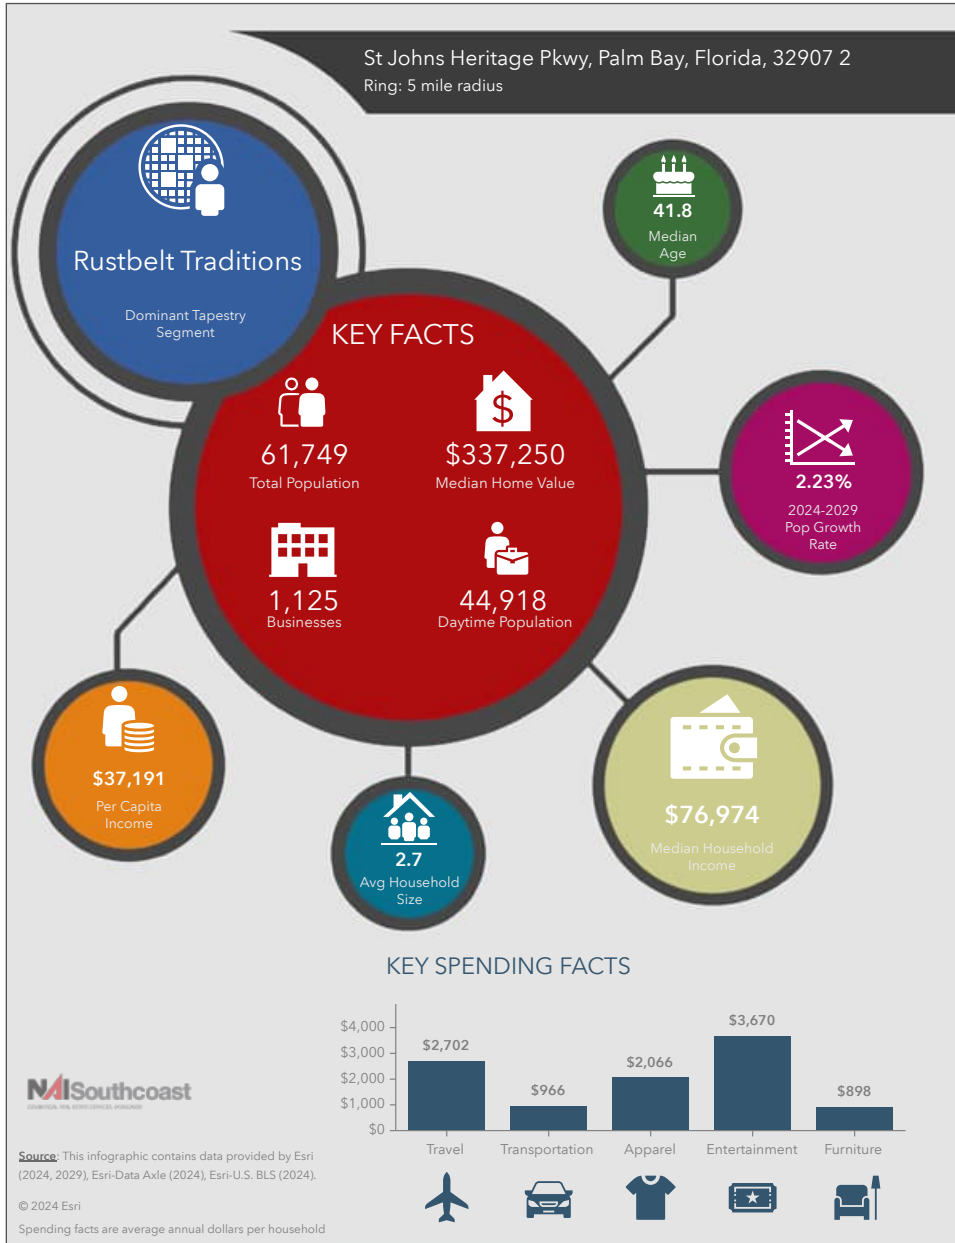 St Johns Heritage Pkwy, Palm Bay, Florida, 32907 2
Ring: 5 mile radius
Rustbelt Traditions
Dominant Tapestry
Segment
41.8
Median
Age
KEY FACTS
61,749
Total Population
$337,250
Median Home Value
1,125
Businesses
44,918
Daytime Population
2.23%
2024-2029
Pop Growth
Rate
$37,191
Per Capita
Income
2.7
Avg Household
Size
$76,974
Median Household
Income
KEY SPENDING FACTS
$4,000
$3,000
$2,000
$1,000
$0
$2,702
$966
$2,066
$3,670
$898
Travel
Transportation
Apparel
Entertainment
Furniture
NAISouthcoast
COMMERCIAL REAL ESTATE SERVICES, WORLDWIDE
Source: This infographic contains data provided by Esri
(2024, 2029), Esri-Data Axle (2024), Esri-U.S. BLS (2024).
© 2024 Esri
Spending facts are average annual dollars per household